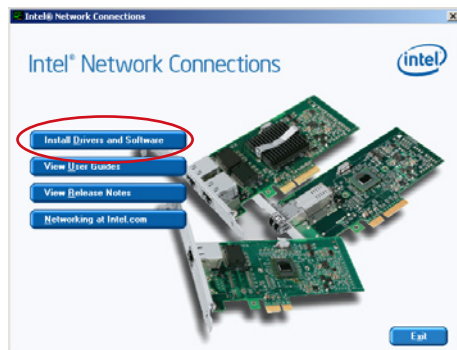 Intel® Network Connections
Intel® Network Connections
intel
Install Drivers and Software
View User Guides
View Release Notes
Networking at Intel.com
Exit